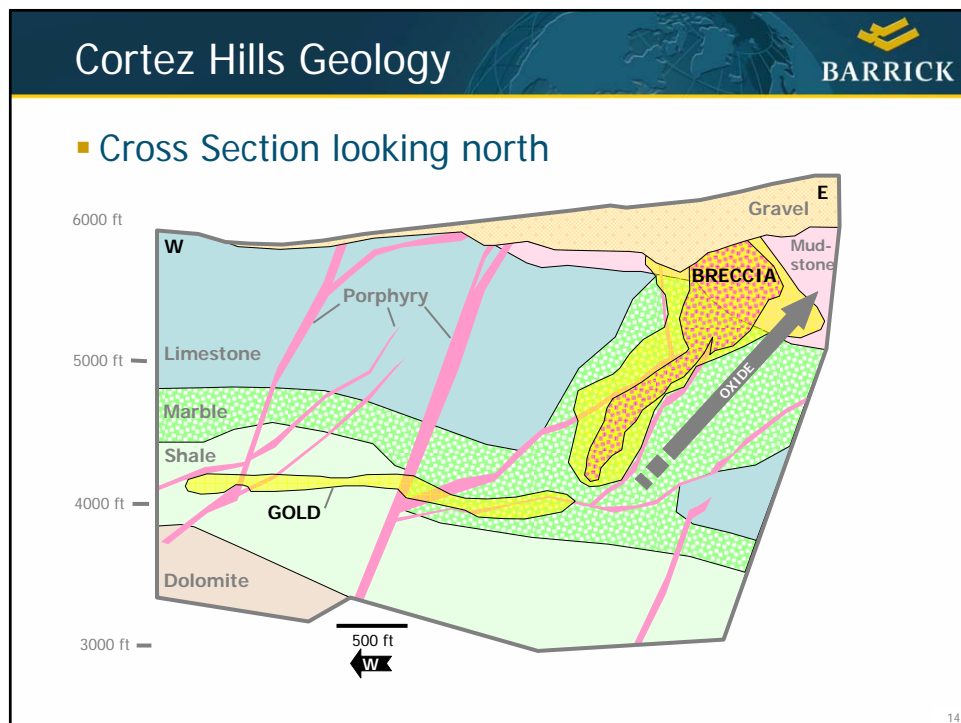 Cortez Hills Geology
BARRICK
▪ Cross Section looking north
6000 ft
W
E
Gravel
Mud-
stone
BRECCIA
Porphyry
Limestone
5000 ft
OXIDE
Marble
Shale
4000 ft
GOLD
Dolomite
3000 ft
500 ft
W
14